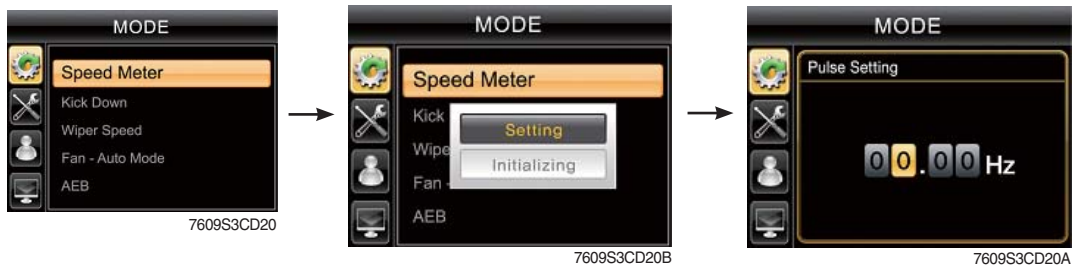 MODE
Speed Meter
Kick Down
Wiper Speed
Fan - Auto Mode
AEB
7609S3CD20
MODE
Speed Meter
Kick
Setting
Wipe
Initializing
Fan -
AEB
7609S3CD20B
MODE
Pulse Setting
00.00 Hz
7609S3CD20A